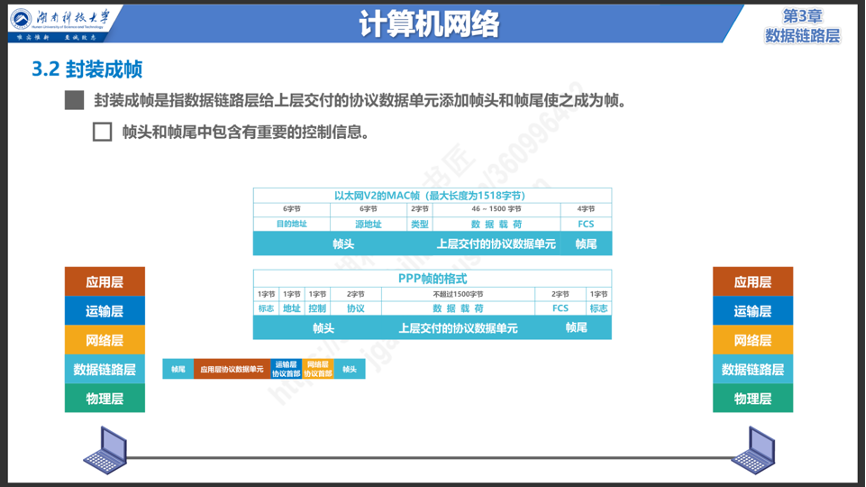 湖南科技大学
Hunan University of Science and Technology
唯实惟新 至诚致志
计算机网络
第3章
数据链路层
3.2 封装成帧
封装成帧是指数据链路层给上层交付的协议数据单元添加帧头和帧尾使之成为帧。
帧头和帧尾中包含有重要的控制信息。
以太网V2的MAC帧（最大长度为1518字节）
6字节 6字节 2字节 46 ~ 1500 字节 4字节
目的地址 源地址 类型 数 据 载 荷 FCS
帧头 上层交付的协议数据单元 帧尾
PPP帧的格式
1字节 1字节 1字节 2字节 不超过1500字节 2字节 1字节
标志 地址 控制 协议 数 据 载 荷 FCS 标志
帧头 上层交付的协议数据单元 帧尾
应用层
运输层
网络层
数据链路层
物理层
帧尾 应用层协议数据单元 运输层协议首部 网络层协议首部 帧头
应用层
运输层
网络层
数据链路层
物理层